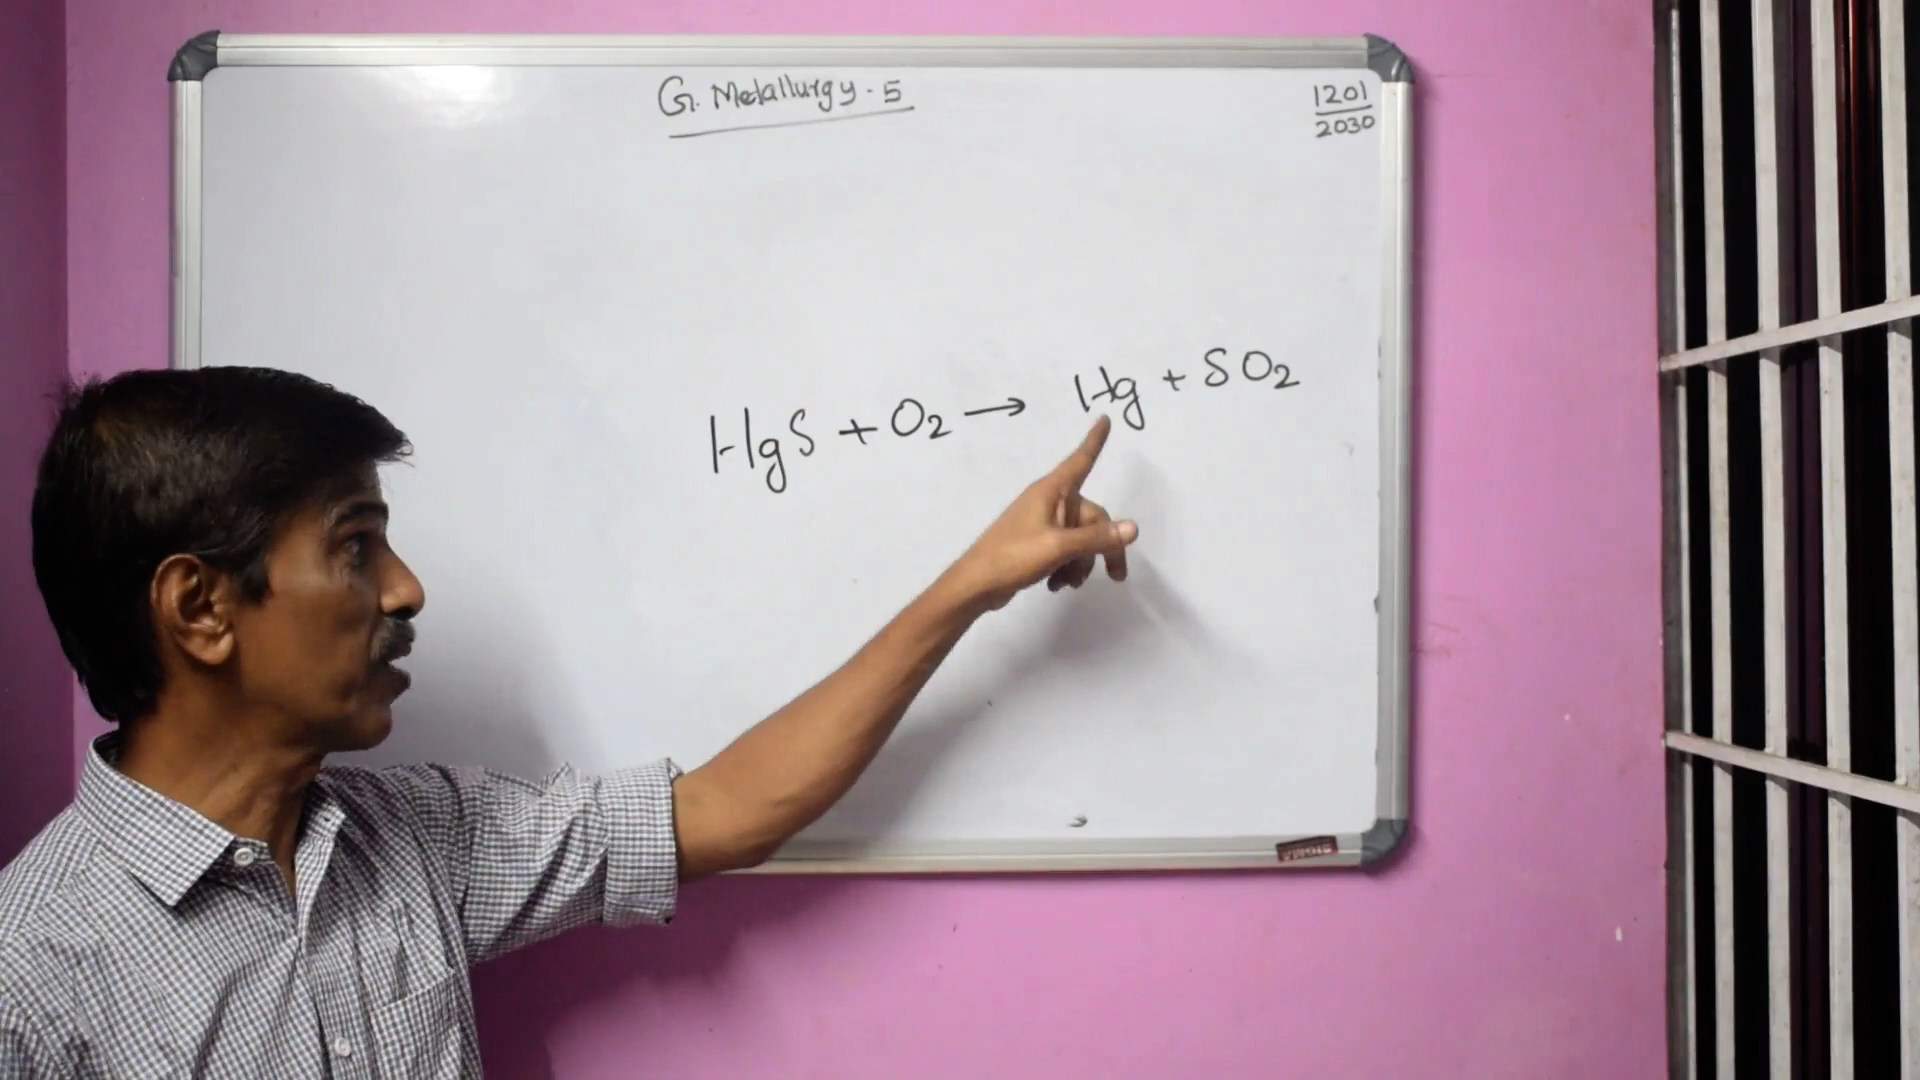 G. Metallurgy - 5
1201
2030
HgS + O₂ → Hg + SO₂